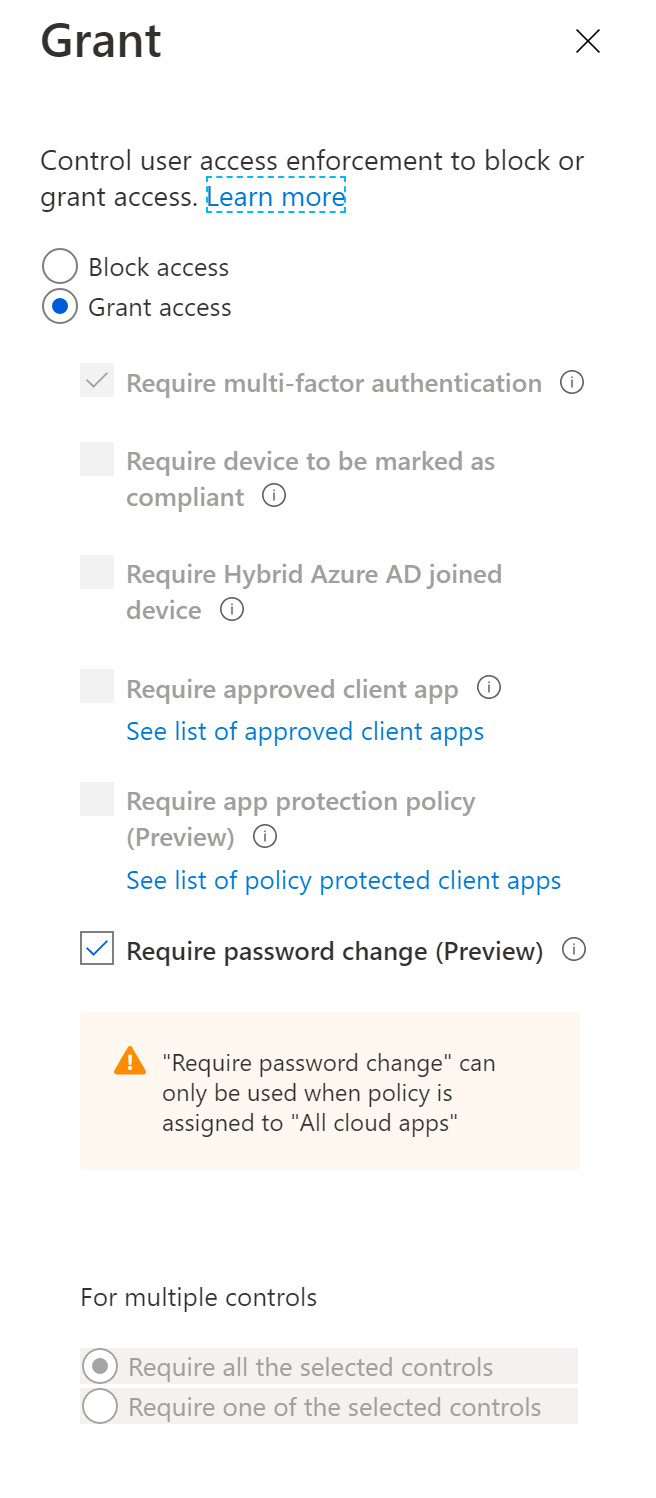 Grant
Control user access enforcement to block or
grant access. Learn more
Block access
Grant access
Require multi-factor authentication
Require device to be marked as
compliant
Require Hybrid Azure AD joined
device
Require approved client app
See list of approved client apps
Require app protection policy
(Preview)
See list of policy protected client apps
Require password change (Preview)
"Require password change" can
only be used when policy is
assigned to "All cloud apps"
For multiple controls
Require all the selected controls
Require one of the selected controls